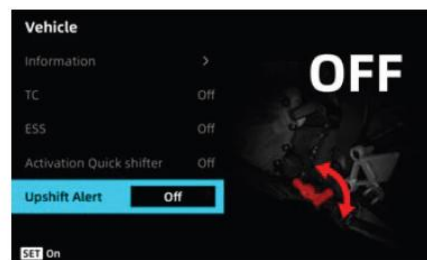 Vehicle
Information >
TC Off
ESS Off
Activation Quick shifter Off
Upshift Alert Off
SET On
OFF